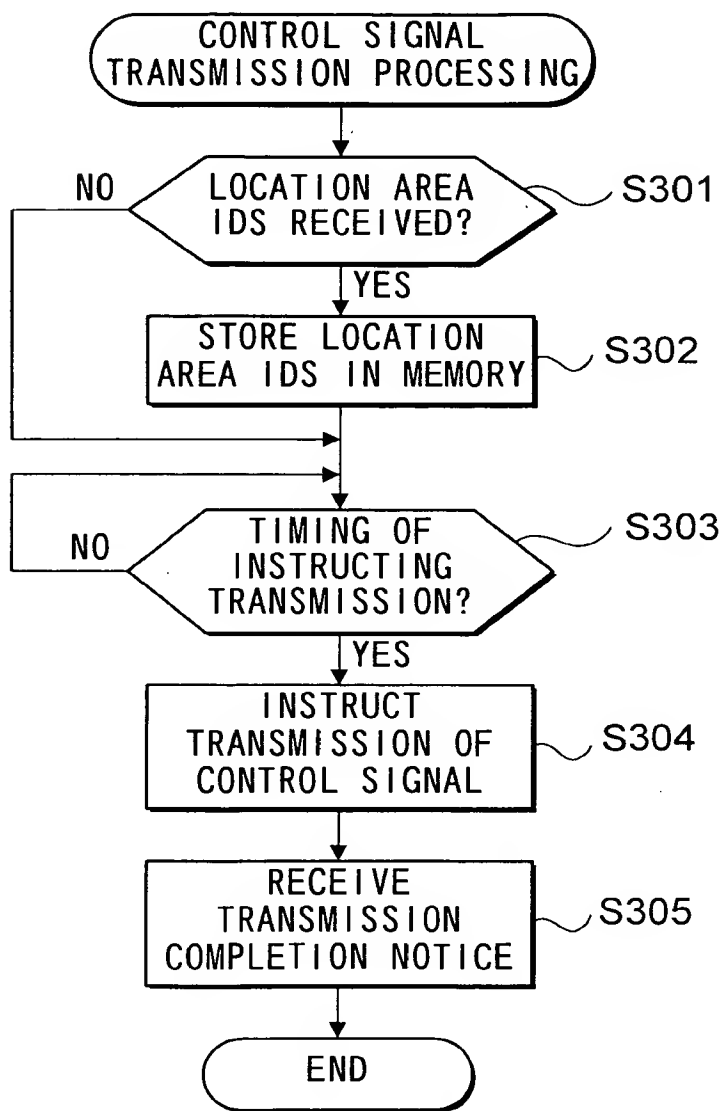 CONTROL SIGNAL
TRANSMISSION PROCESSING
NO
LOCATION AREA
IDS RECEIVED?
S301
YES
STORE LOCATION
AREA IDS IN MEMORY
S302
TIMING OF
INSTRUCTING
TRANSMISSION?
S303
NO
YES
INSTRUCT
TRANSMISSION OF
CONTROL SIGNAL
S304
RECEIVE
TRANSMISSION
COMPLETION NOTICE
S305
END